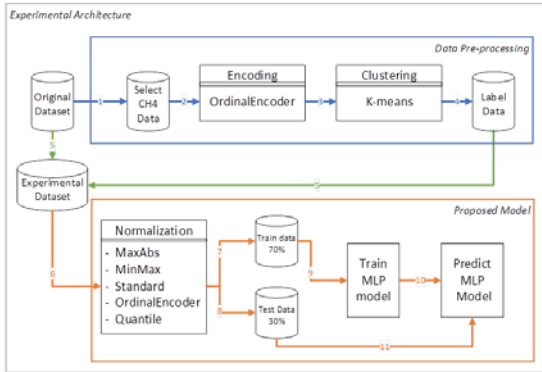 Experimental Architecture
Data Pre-processing
Original
Dataset
1
Select
CH4
Data
2
Encoding
OrdinalEncoder
3
Clustering
K-means
4
Label
Data
5
5
Experimental
Dataset
Proposed Model
6
Normalization
- MaxAbs
- MinMax
- Standard
- OrdinalEncoder
- Quantile
7
8
Train data
70%
Test Data
30%
9
Train
MLP
model
10
Predict
MLP
Model
11